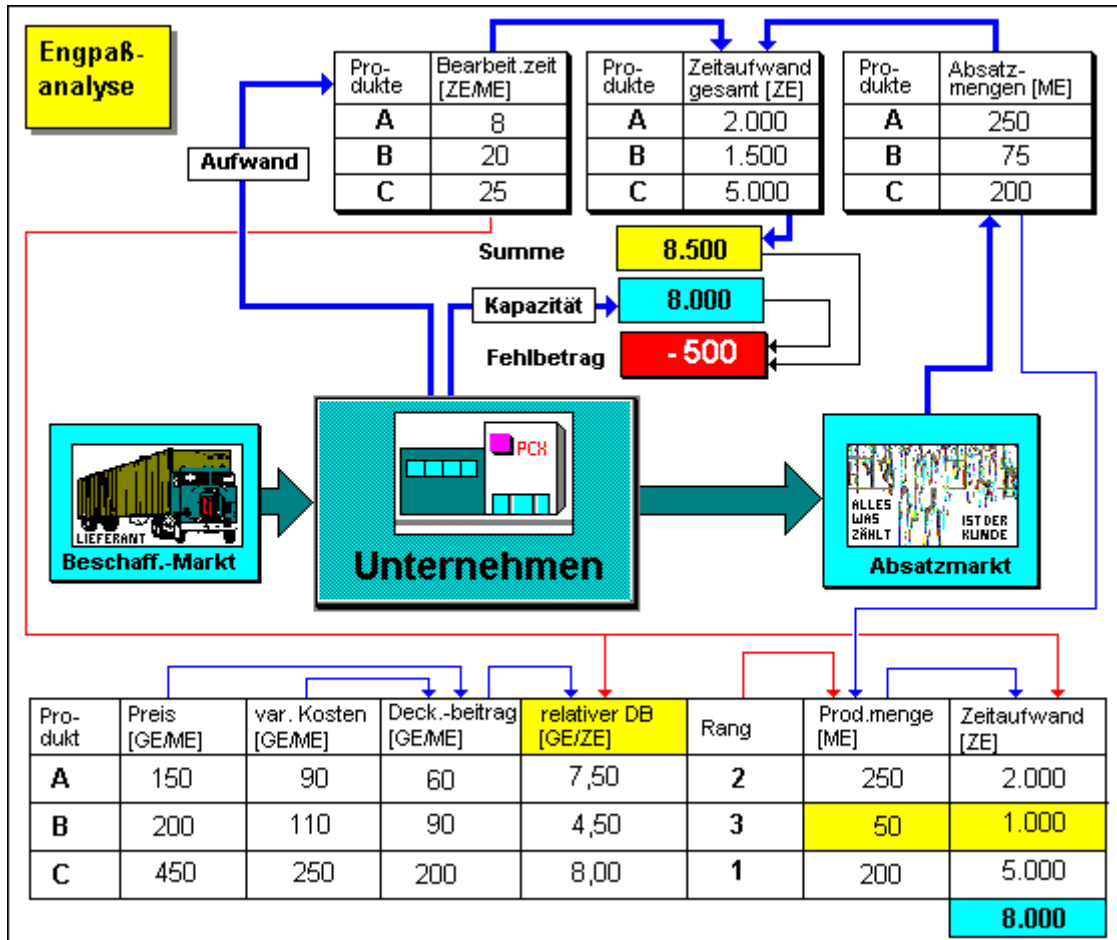 Engpaß-
analyse
Pro-
dukte
Bearbeit.zeit
[ZE/ME]
A 8
B 20
C 25
Pro-
dukte
Zeitaufwand
gesamt [ZE]
A 2.000
B 1.500
C 5.000
Pro-
dukte
Absatz-
mengen [ME]
A 250
B 75
C 200
Aufwand
Summe 8.500
Kapazität 8.000
Fehlbetrag - 500
LIEFERANT
Beschaff.-Markt
PCX
Unternehmen
ALLES
WAS
ZÄHLT
IST DER
KUNDE
Absatzmarkt
Pro-
dukt
Preis
[GE/ME]
var. Kosten
[GE/ME]
Deck.-beitrag
[GE/ME]
relativer DB
[GE/ZE]
Rang
Prod.menge
[ME]
Zeitaufwand
[ZE]
A 150 90 60 7,50 2 250 2.000
B 200 110 90 4,50 3 50 1.000
C 450 250 200 8,00 1 200 5.000
8.000